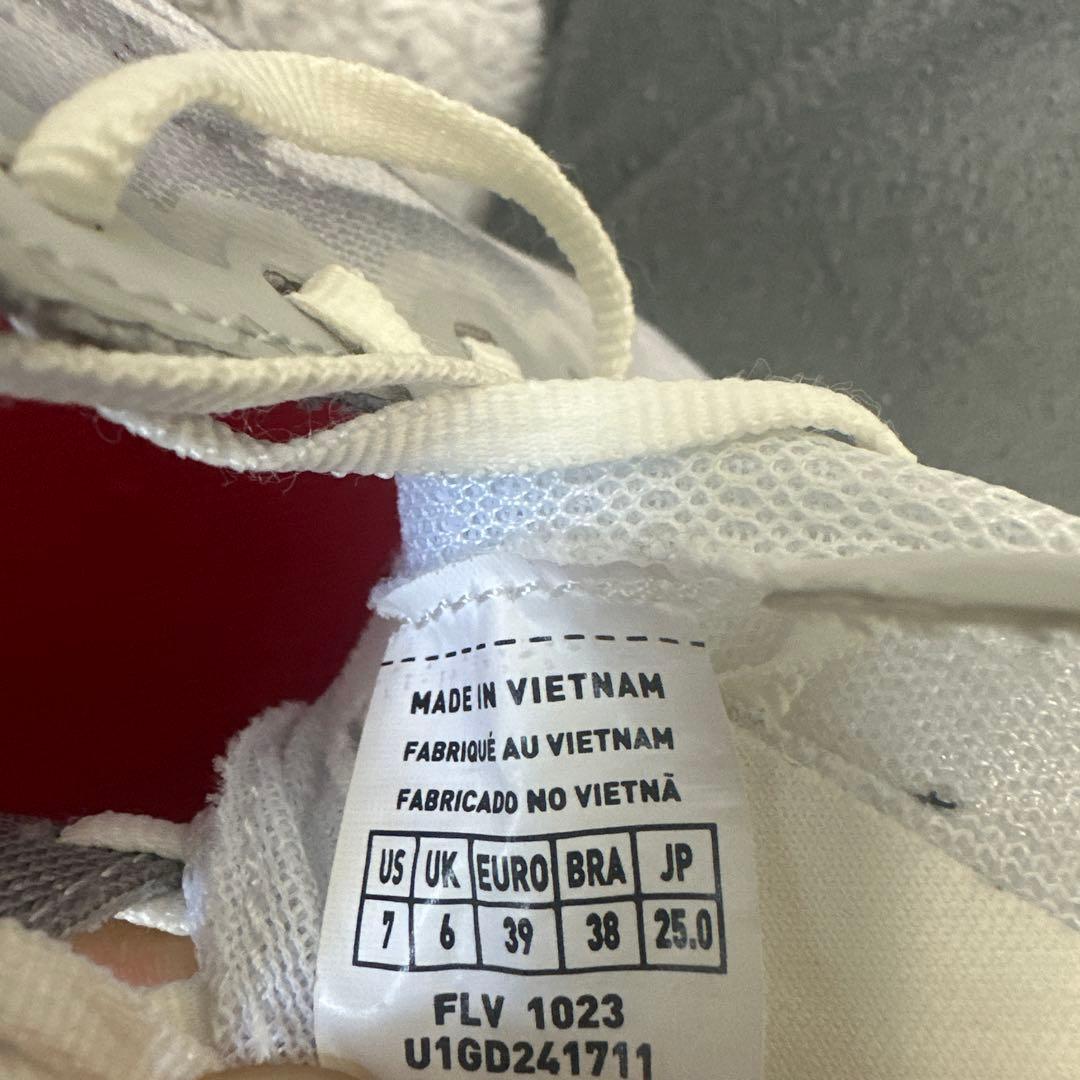 MADE IN VIETNAM
FABRIQUÉ AU VIETNAM
FABRICADO NO VIETNÃ
US UK EURO BRA JP
7 6 39 38 25.0
FLV 1023
U1GD241711